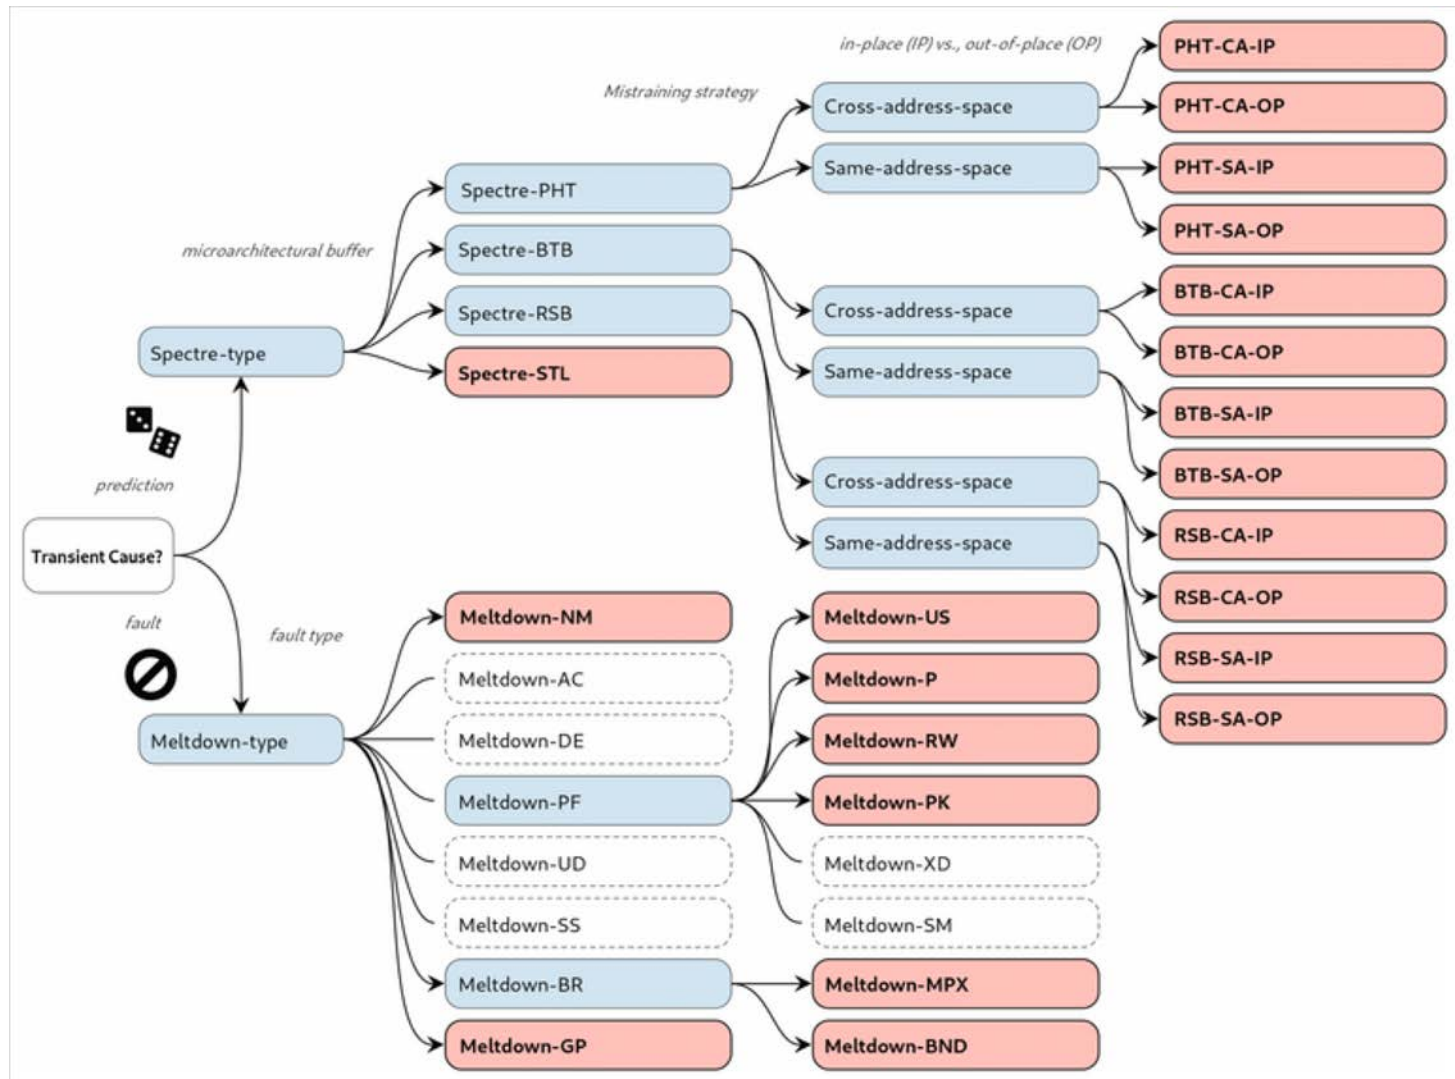 in-place (IP) vs., out-of-place (OP)
PHT-CA-IP
Mistraining strategy
Cross-address-space
PHT-CA-OP
Same-address-space
PHT-SA-IP
Spectre-PHT
PHT-SA-OP
microarchitectural buffer
Spectre-BTB
BTB-CA-IP
Spectre-RSB
Cross-address-space
BTB-CA-OP
Spectre-type
Spectre-STL
Same-address-space
BTB-SA-IP
BTB-SA-OP
prediction
Cross-address-space
RSB-CA-IP
Transient Cause?
Same-address-space
RSB-CA-OP
fault
fault type
Meltdown-NM
Meltdown-US
RSB-SA-IP
Meltdown-AC
Meltdown-P
RSB-SA-OP
Meltdown-type
Meltdown-DE
Meltdown-RW
Meltdown-PF
Meltdown-PK
Meltdown-UD
Meltdown-XD
Meltdown-SS
Meltdown-SM
Meltdown-BR
Meltdown-MPX
Meltdown-GP
Meltdown-BND